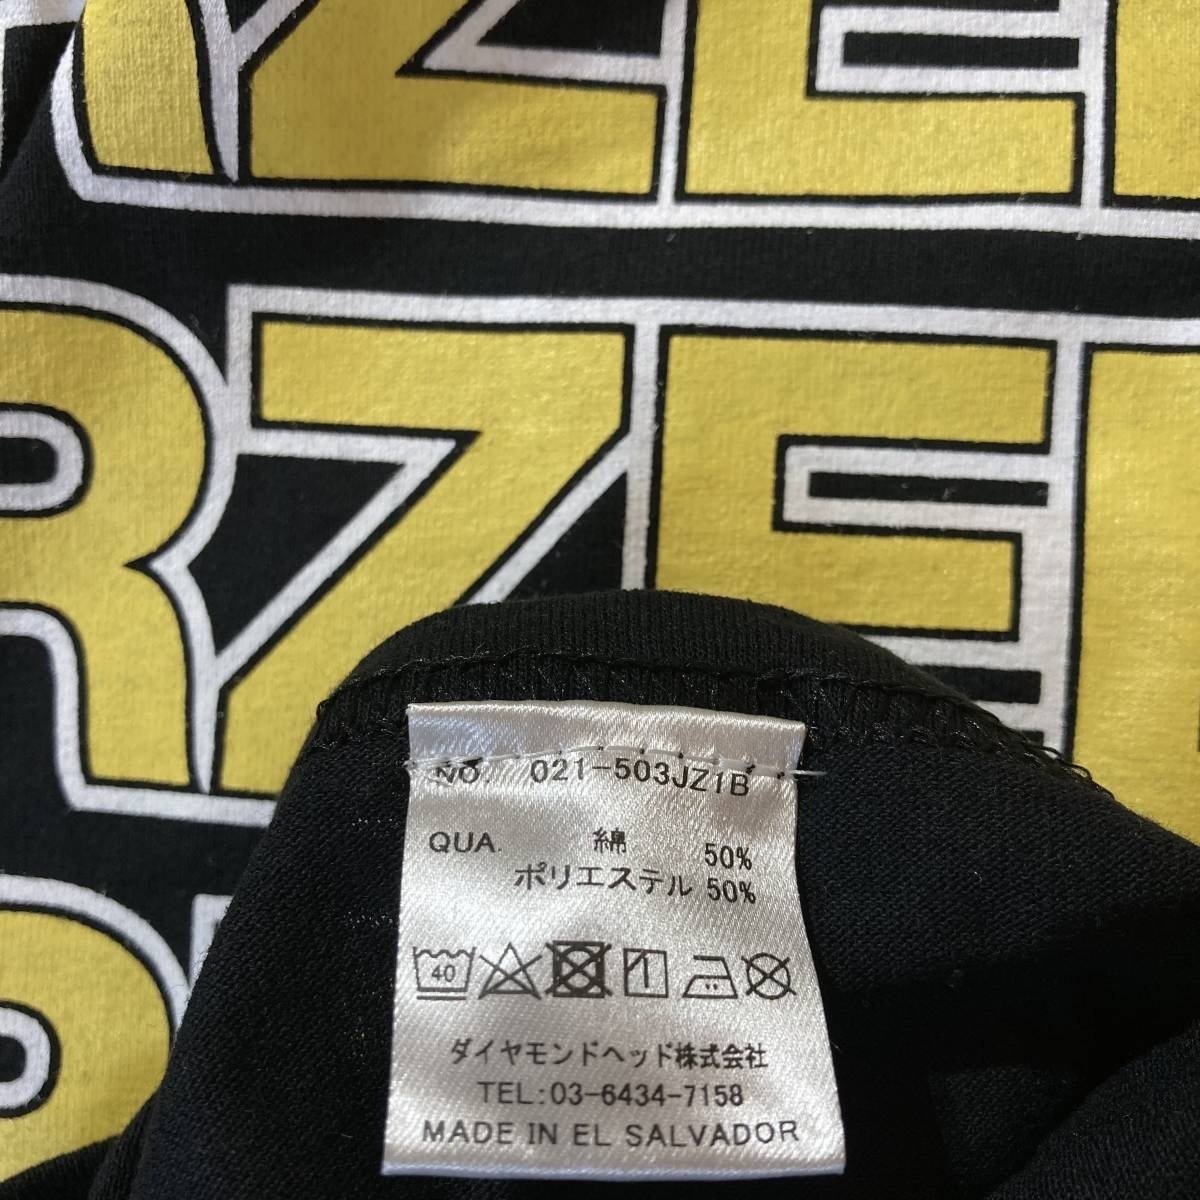 RZE
RZE
NO. 021-503JZ1B
QUA. 綿 50%
ポリエステル 50%
40
ダイヤモンドヘッド株式会社
TEL:03-6434-7158
MADE IN EL SALVADOR